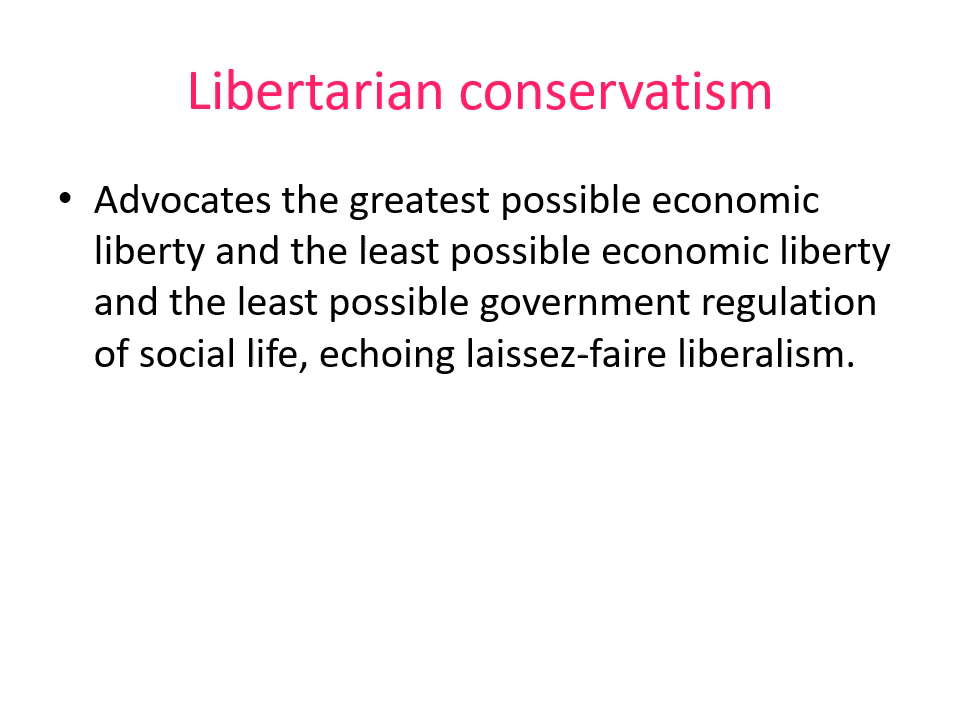 Libertarian conservatism
• Advocates the greatest possible economic
liberty and the least possible economic liberty
and the least possible government regulation
of social life, echoing laissez-faire liberalism.